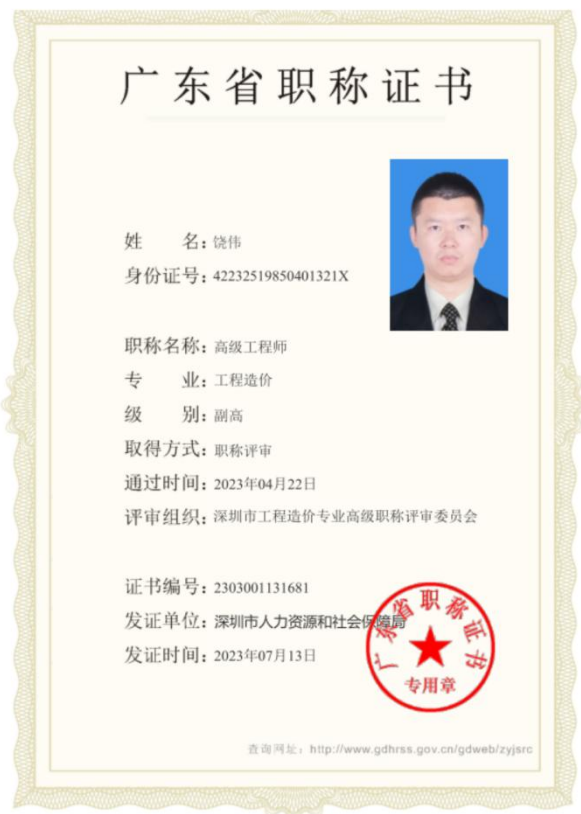 广东省职称证书
姓　　名：饶伟
身份证号：42232519850401321X
职称名称：高级工程师
专　　业：工程造价
级　　别：副高
取得方式：职称评审
通过时间：2023年04月22日
评审组织：深圳市工程造价专业高级职称评审委员会
证书编号：2303001131681
发证单位：深圳市人力资源和社会保障局
发证时间：2023年07月13日
广东省职称证书
专用章
查询网址：http://www.gdhrss.gov.cn/gdweb/zyjsrc